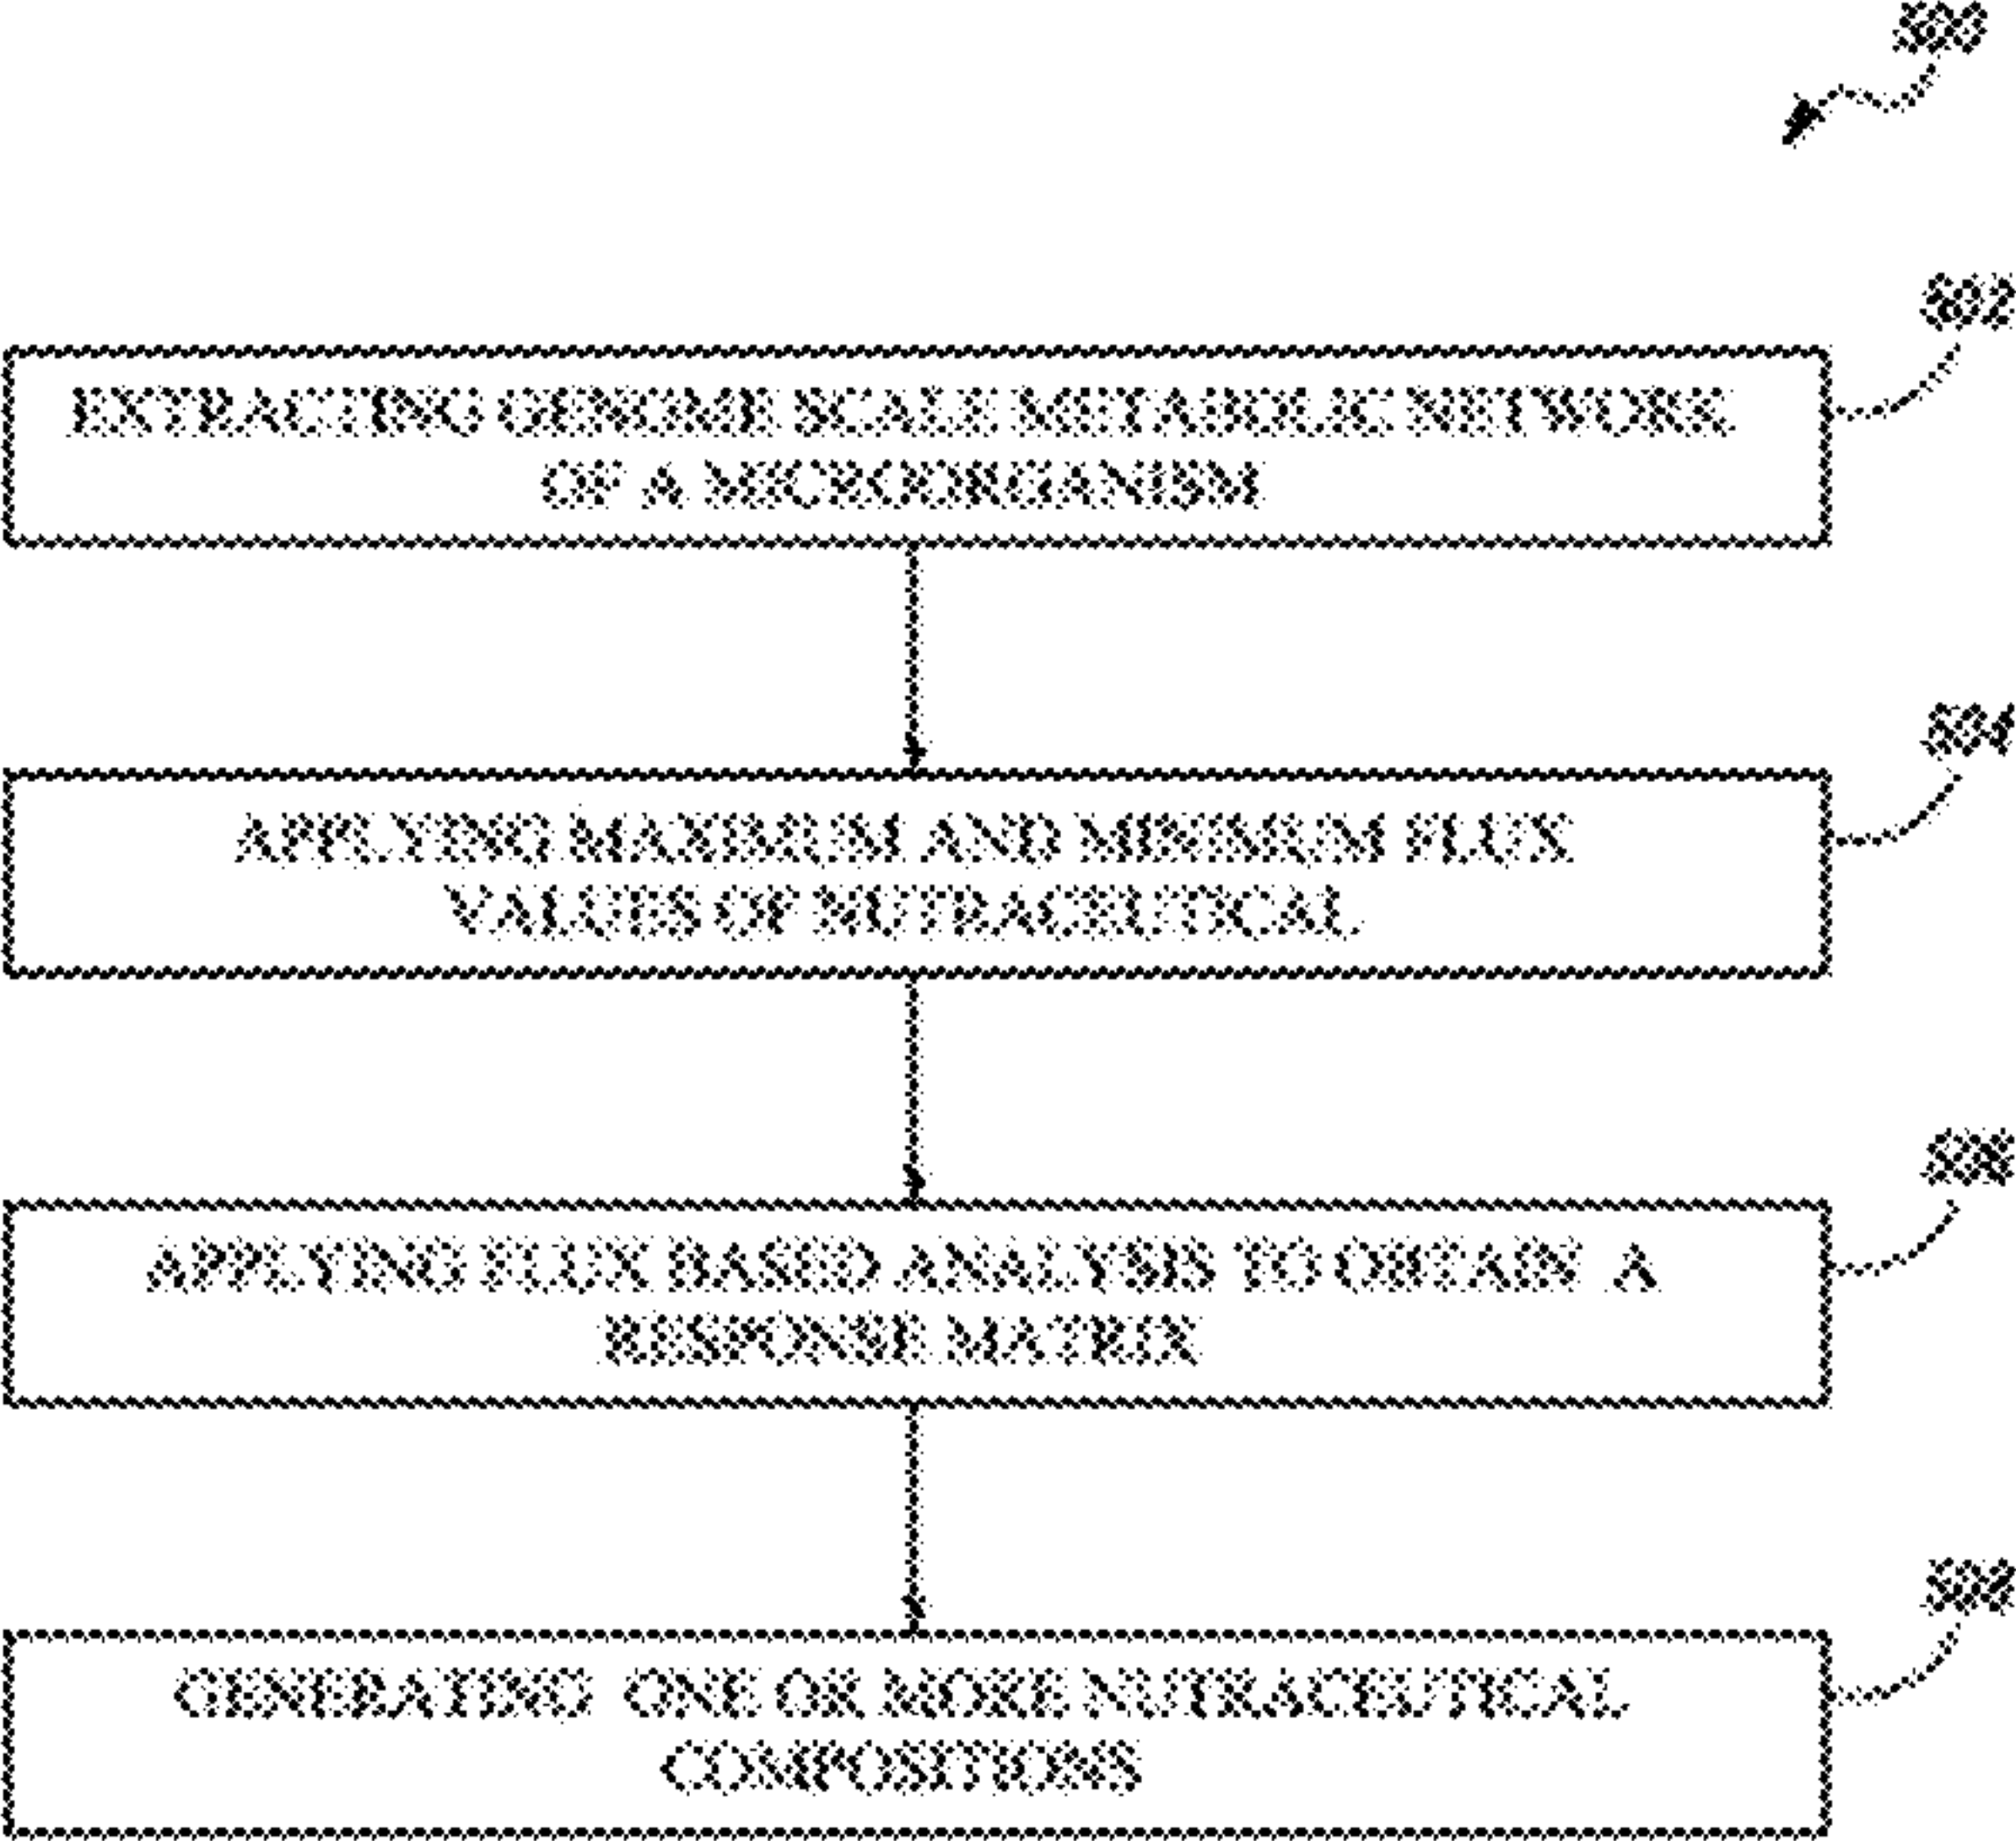 EXTRACTING GENOME SCALE METABOLIC NETWORK
OF A MICROORGANISM
APPLYING MAXIMUM AND MINIMUM FLUX
VALUES OF NUTRACEUTICAL
APPLYING FLUX BASED ANALYSIS TO OBTAIN A
RESPONSE MATRIX
GENERATING ONE OR MORE NUTRACEUTICAL
COMPOSITIONS